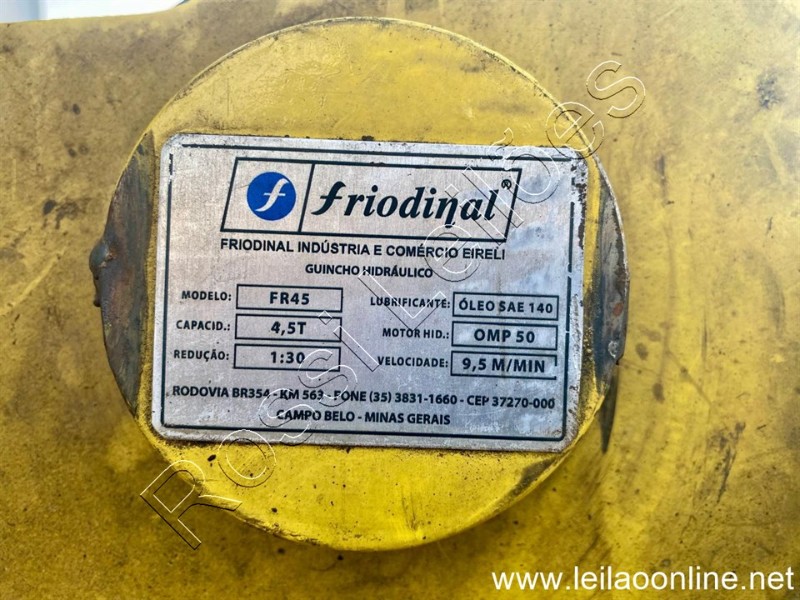 f friodinal®
FRIODINAL INDÚSTRIA E COMÉRCIO EIRELI
GUINCHO HIDRÁULICO
MODELO: FR45 LUBRIFICANTE: ÓLEO SAE 140
CAPACID.: 4,5T MOTOR HID.: OMP 50
REDUÇÃO: 1:30 VELOCIDADE: 9,5 M/MIN
RODOVIA BR354 - KM 563 - FONE (35) 3831-1660 - CEP 37270-000
CAMPO BELO - MINAS GERAIS
Rossi Leilões
www.leilaoonline.net